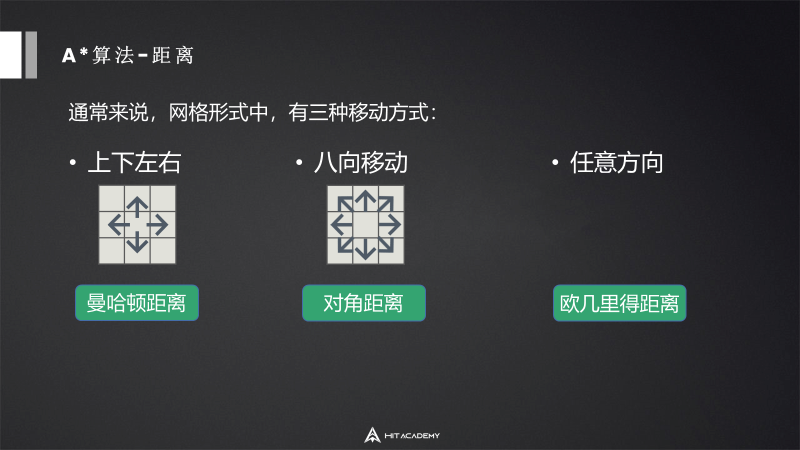 A*算法-距离
通常来说，网格形式中，有三种移动方式：
• 上下左右
• 八向移动
• 任意方向
曼哈顿距离
对角距离
欧几里得距离
HIT ACADEMY